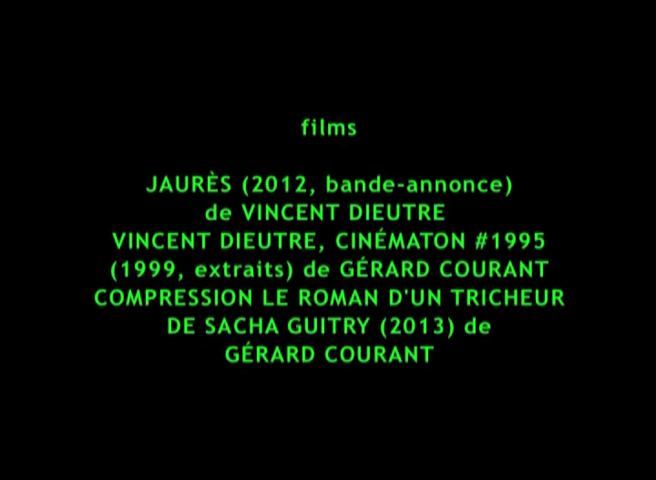 films
JAURÈS (2012, bande-annonce)
de VINCENT DIEUTRE
VINCENT DIEUTRE, CINÉMATON #1995
(1999, extraits) de GÉRARD COURANT
COMPRESSION LE ROMAN D'UN TRICHEUR
DE SACHA GUITRY (2013) de
GÉRARD COURANT